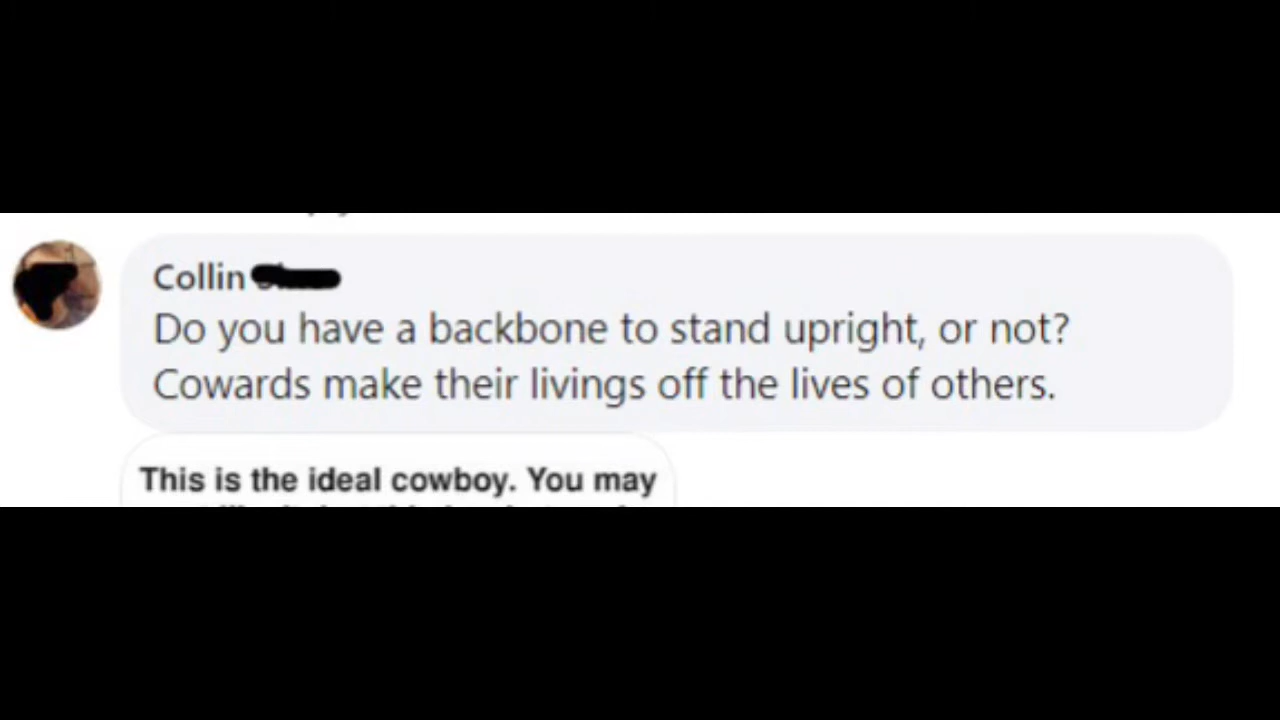 Collin
Do you have a backbone to stand upright, or not?
Cowards make their livings off the lives of others.
This is the ideal cowboy. You may